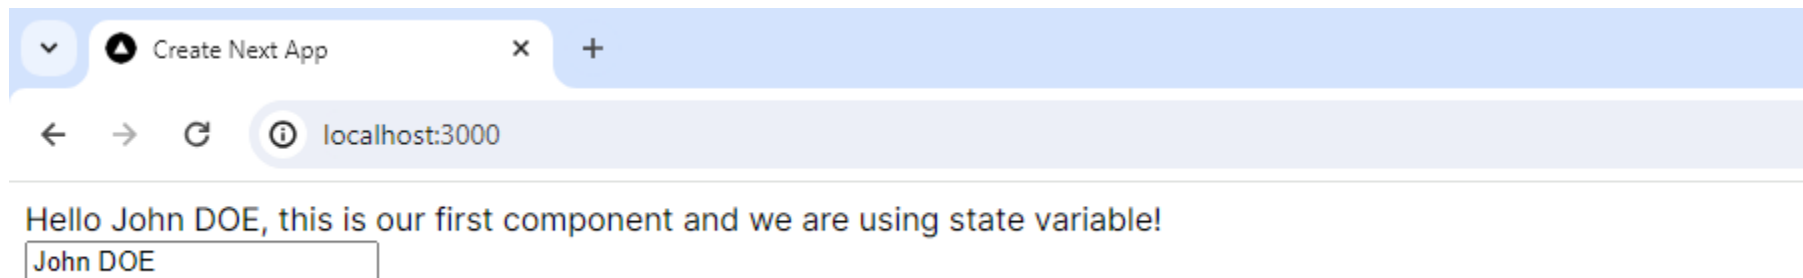 Create Next App
localhost:3000
Hello John DOE, this is our first component and we are using state variable!
John DOE